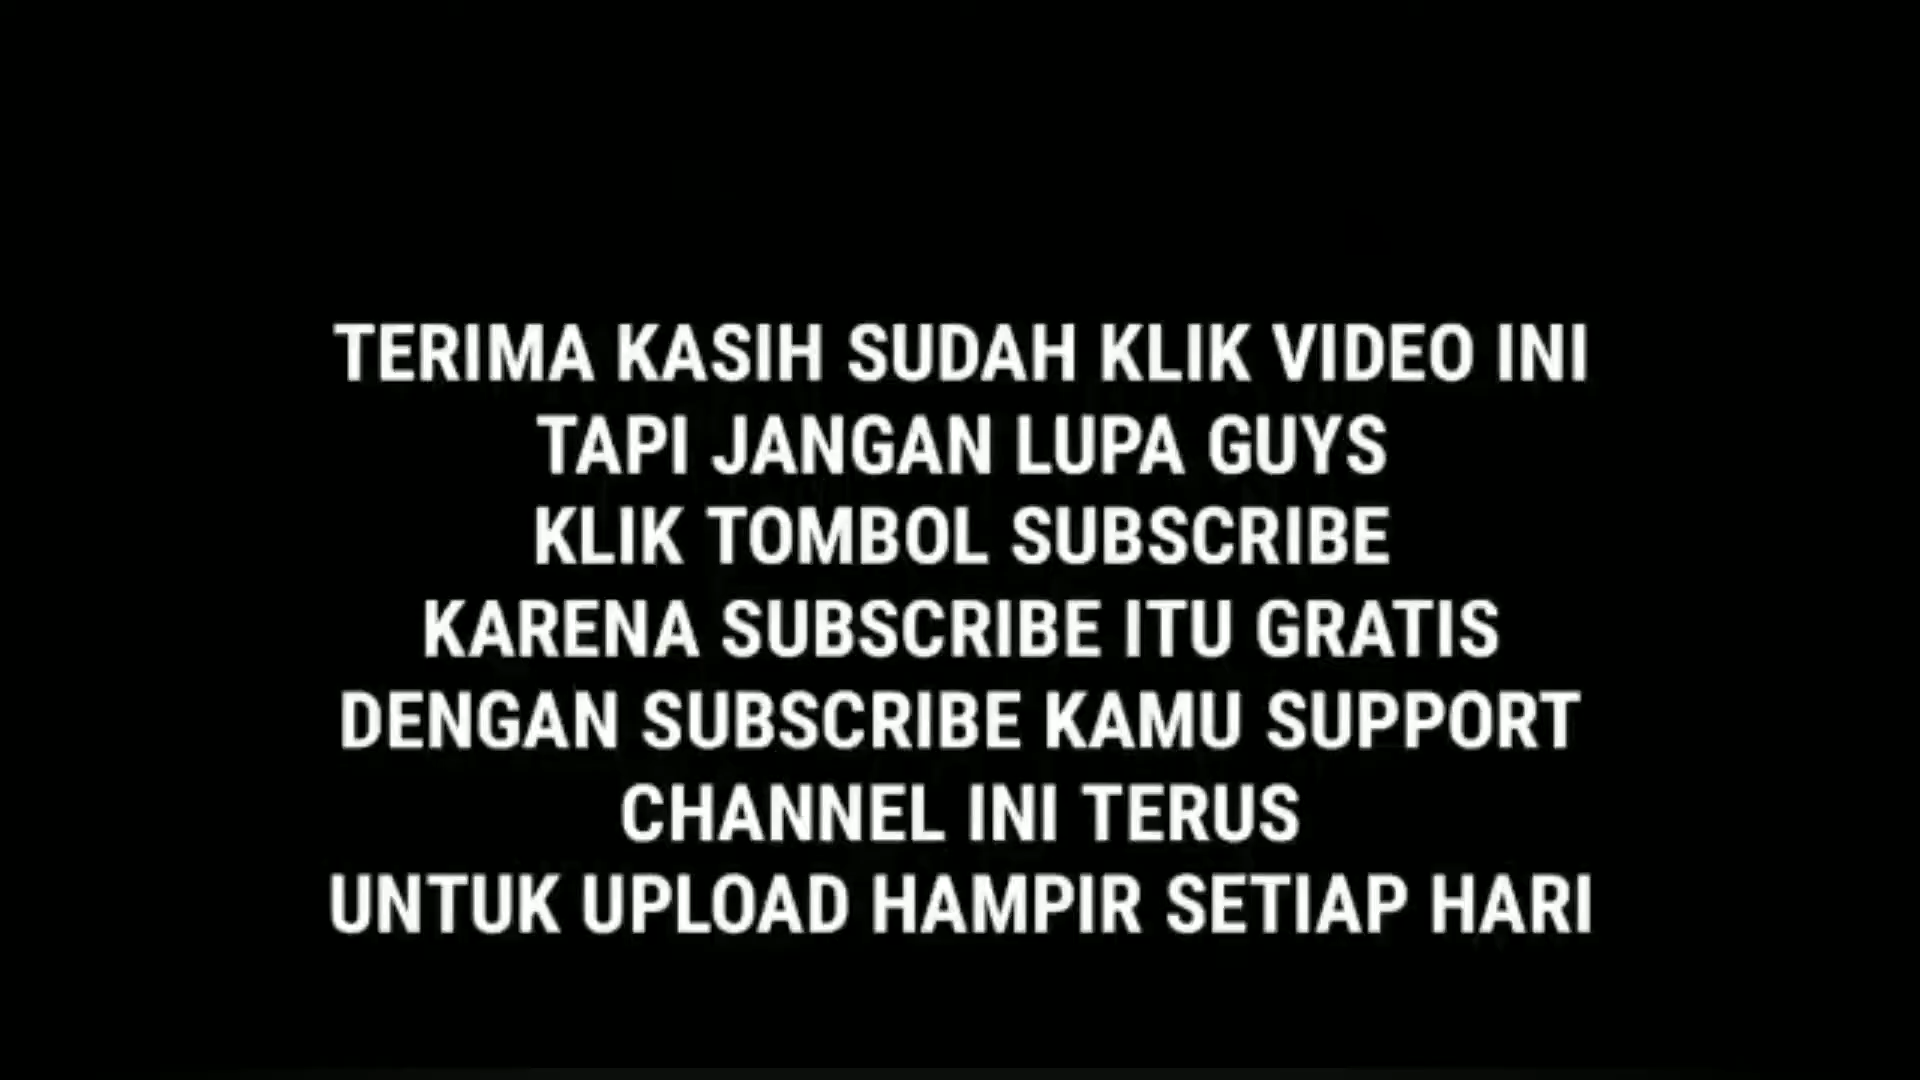 TERIMA KASIH SUDAH KLIK VIDEO INI
TAPI JANGAN LUPA GUYS
KLIK TOMBOL SUBSCRIBE
KARENA SUBSCRIBE ITU GRATIS
DENGAN SUBSCRIBE KAMU SUPPORT
CHANNEL INI TERUS
UNTUK UPLOAD HAMPIR SETIAP HARI